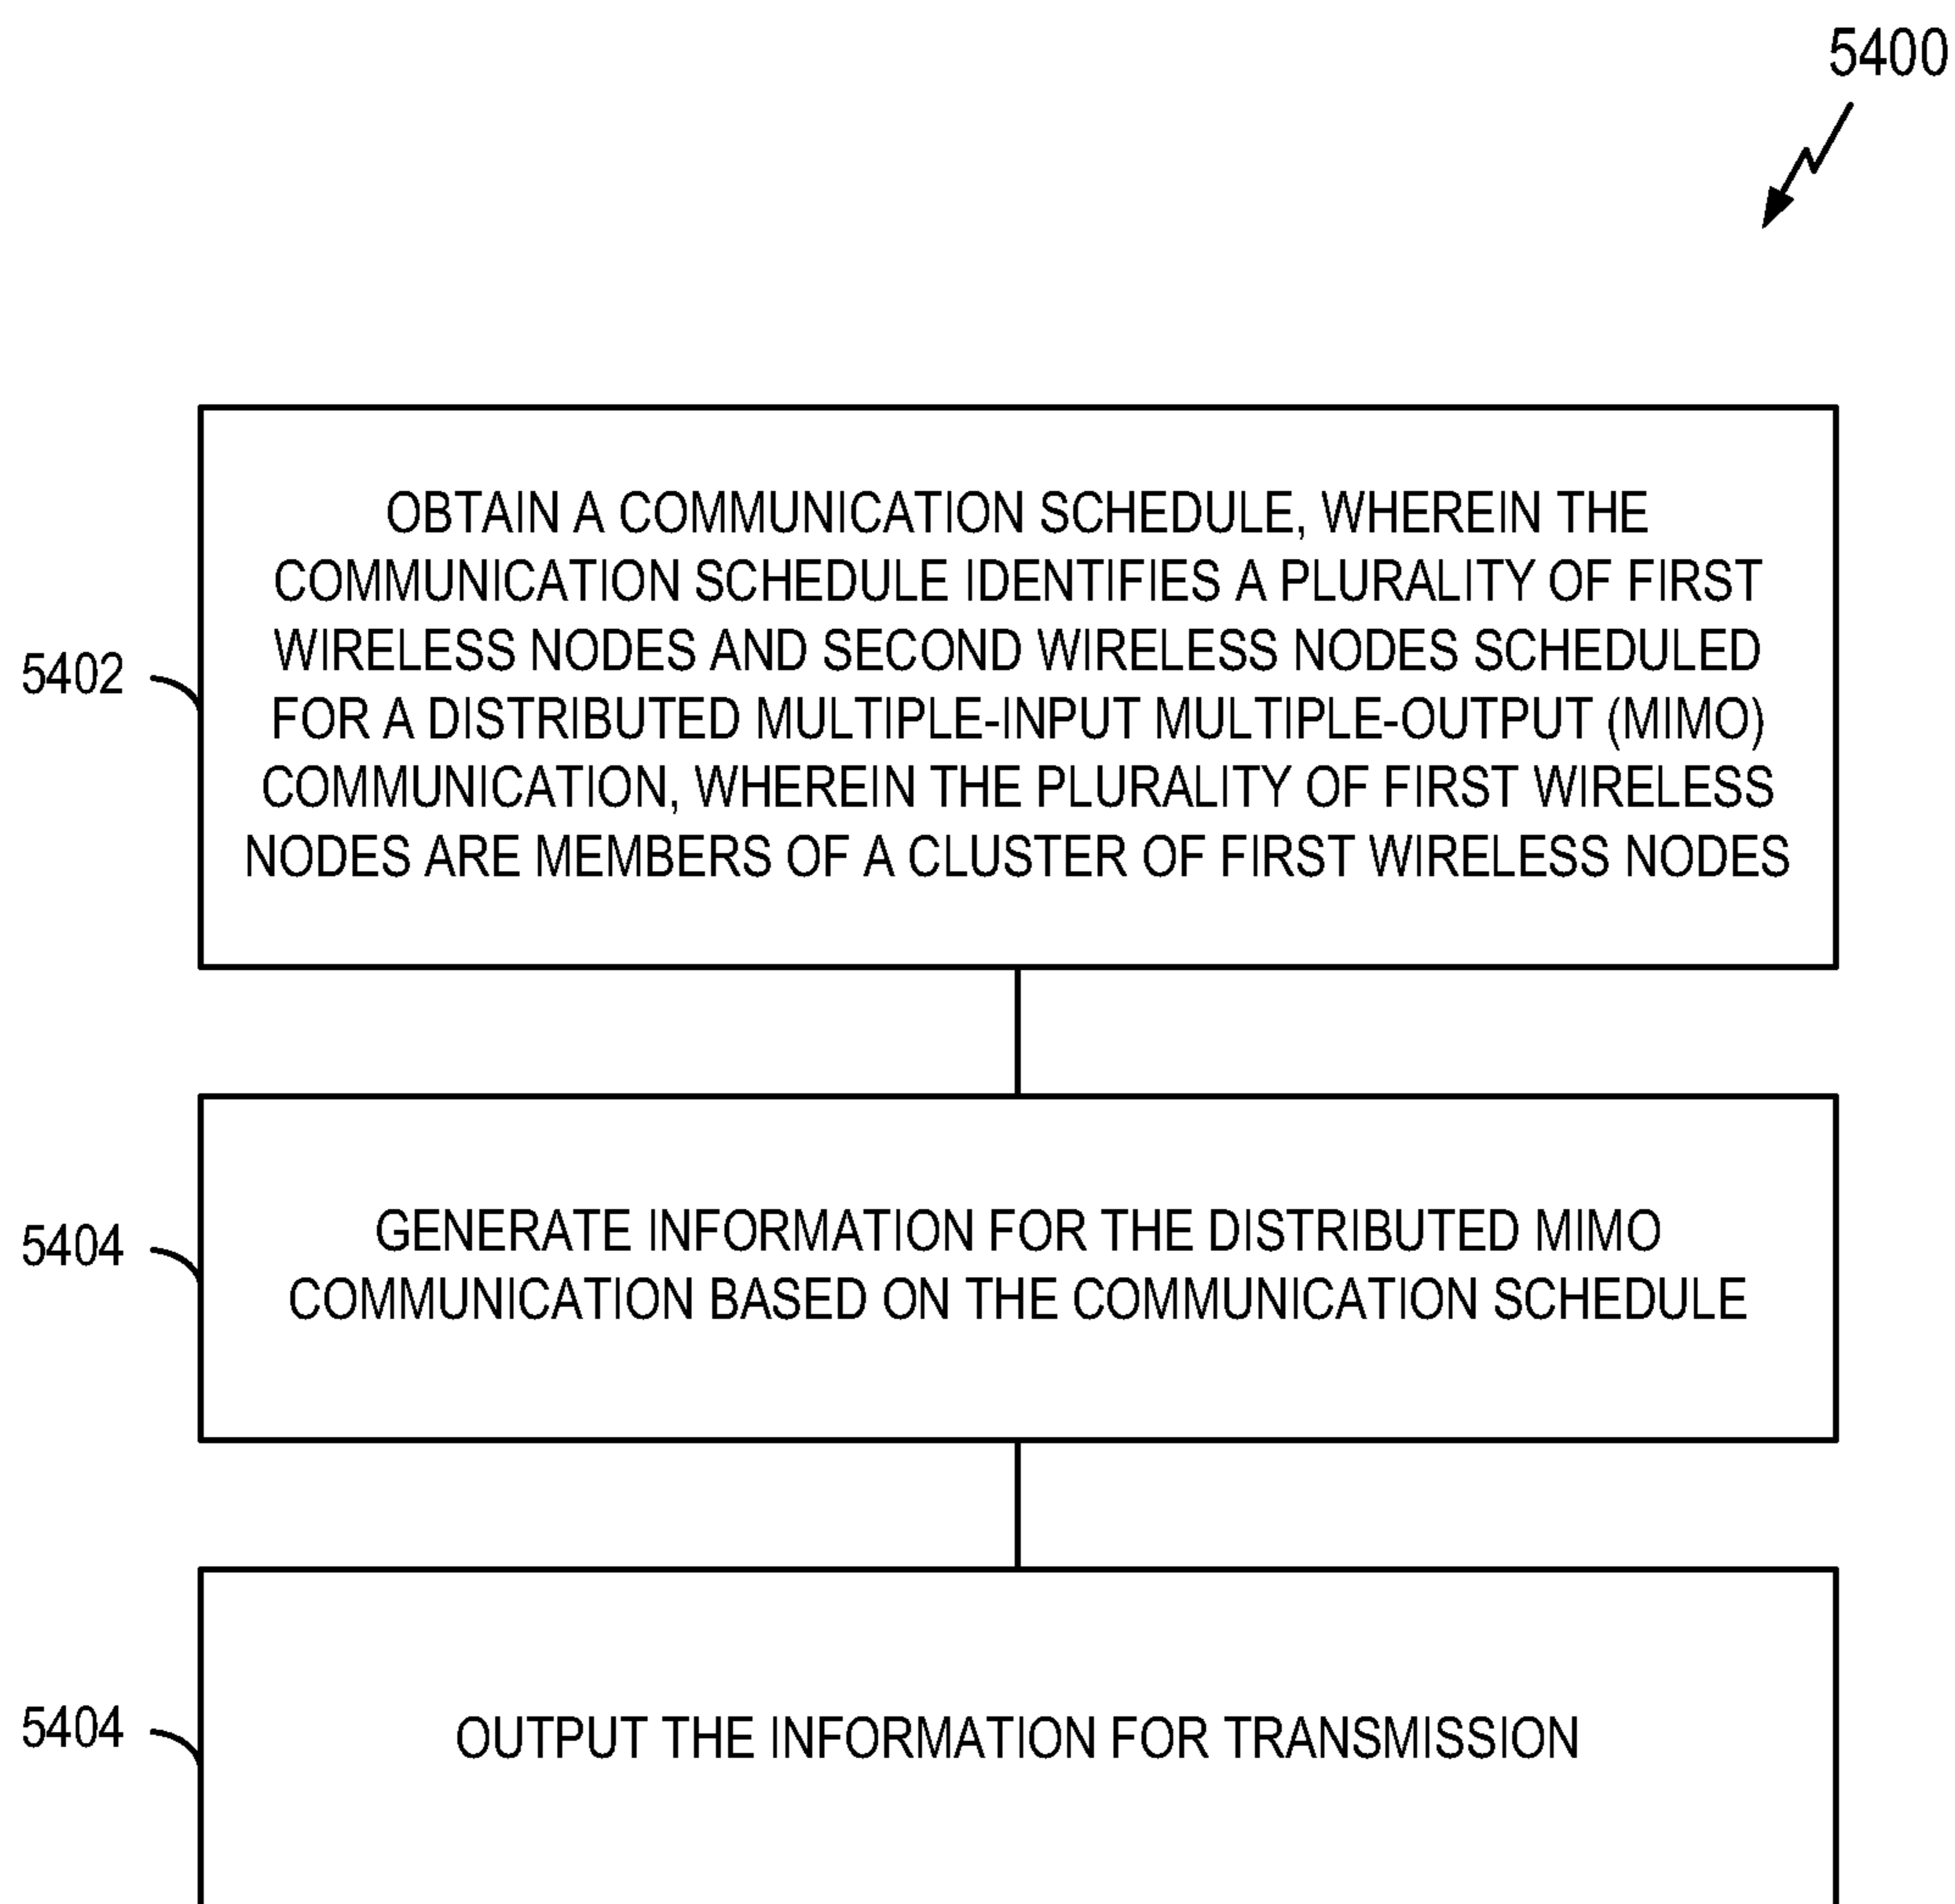 5400
5402
OBTAIN A COMMUNICATION SCHEDULE, WHEREIN THE
COMMUNICATION SCHEDULE IDENTIFIES A PLURALITY OF FIRST
WIRELESS NODES AND SECOND WIRELESS NODES SCHEDULED
FOR A DISTRIBUTED MULTIPLE-INPUT MULTIPLE-OUTPUT (MIMO)
COMMUNICATION, WHEREIN THE PLURALITY OF FIRST WIRELESS
NODES ARE MEMBERS OF A CLUSTER OF FIRST WIRELESS NODES
5404
GENERATE INFORMATION FOR THE DISTRIBUTED MIMO
COMMUNICATION BASED ON THE COMMUNICATION SCHEDULE
5404
OUTPUT THE INFORMATION FOR TRANSMISSION